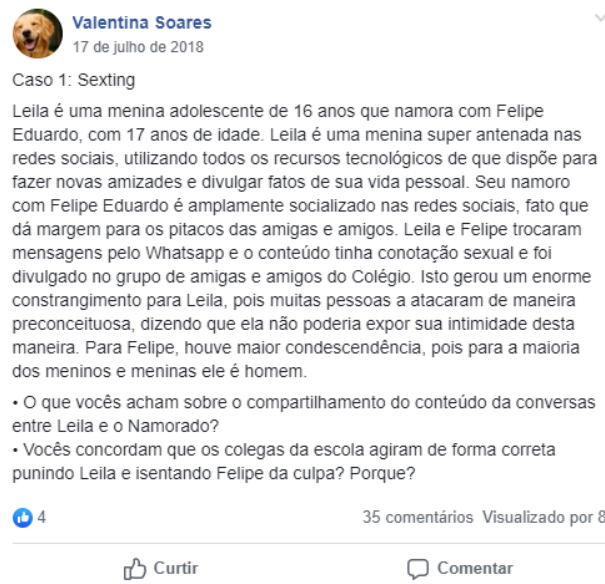 Valentina Soares
17 de julho de 2018
Caso 1: Sexting
Leila é uma menina adolescente de 16 anos que namora com Felipe
Eduardo, com 17 anos de idade. Leila é uma menina super antenada nas
redes sociais, utilizando todos os recursos tecnológicos de que dispõe para
fazer novas amizades e divulgar fatos de sua vida pessoal. Seu namoro
com Felipe Eduardo é amplamente socializado nas redes sociais, fato que
dá margem para os pitacos das amigas e amigos. Leila e Felipe trocaram
mensagens pelo Whatsapp e o conteúdo tinha conotação sexual e foi
divulgado no grupo de amigas e amigos do Colégio. Isto gerou um enorme
constrangimento para Leila, pois muitas pessoas a atacaram de maneira
preconceituosa, dizendo que ela não poderia expor sua intimidade desta
maneira. Para Felipe, houve maior condescendência, pois para a maioria
dos meninos e meninas ele é homem.
• O que vocês acham sobre o compartilhamento do conteúdo da conversas
entre Leila e o Namorado?
• Vocês concordam que os colegas da escola agiram de forma correta
punindo Leila e isentando Felipe da culpa? Porque?
4
35 comentários Visualizado por 8
Curtir
Comentar